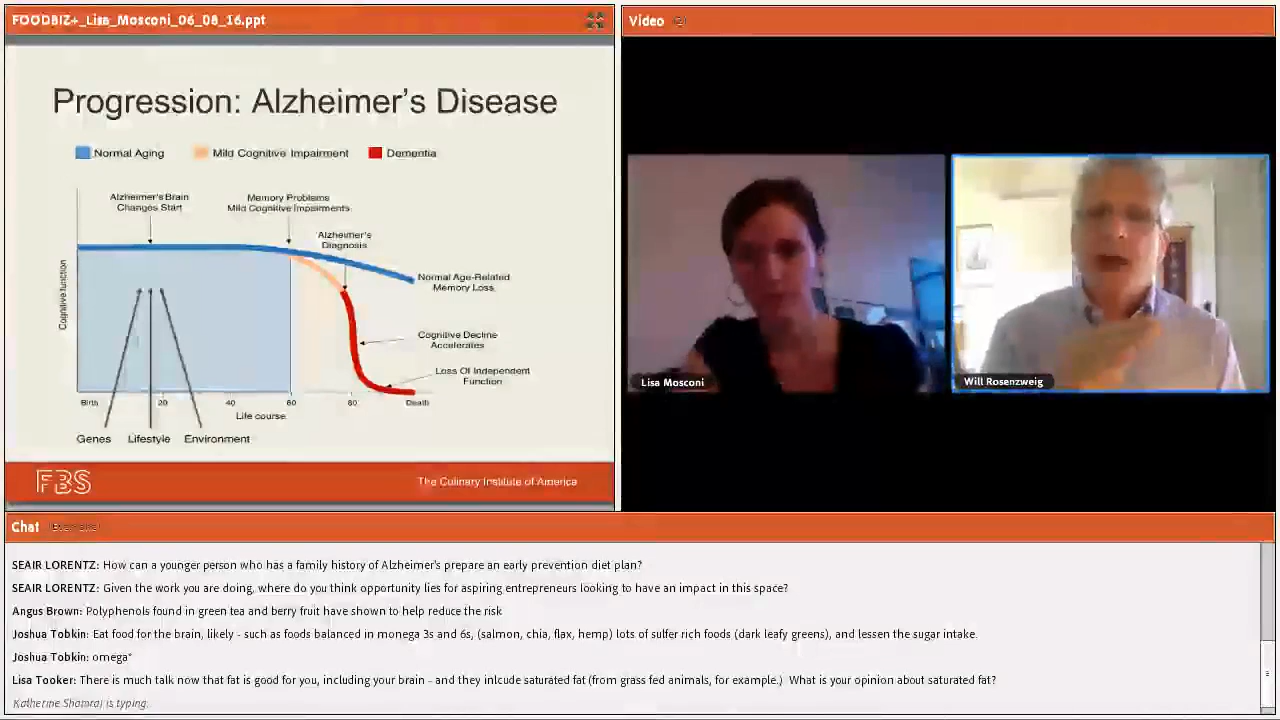 FOODBIZ+_Lisa_Mosconi_06_08_16.ppt
Progression: Alzheimer's Disease
Normal Aging
Mild Cognitive Impairment
Dementia
Alzheimer's Brain
Changes Start
Memory Problems
Mild Cognitive Impairments
Alzheimer's
Diagnosis
Cognitive function
Normal Age-Related
Memory Loss
Cognitive Decline
Accelerates
Loss Of Independent
Function
Birth 20 40 60 80 Death
Life course
Genes Lifestyle Environment
FBS
The Culinary Institute of America
Video (2)
Lisa Mosconi
Will Rosenzweig
Chat
SEAIR LORENTZ: How can a younger person who has a family history of Alzheimer's prepare an early prevention diet plan?
SEAIR LORENTZ: Given the work you are doing, where do you think opportunity lies for aspiring entrepreneurs looking to have an impact in this space?
Angus Brown: Polyphenols found in green tea and berry fruit have shown to help reduce the risk
Joshua Tobkin: Eat food for the brain, likely - such as foods balanced in monega 3s and 6s, (salmon, chia, flax, hemp) lots of sulfer rich foods (dark leafy greens), and lessen the sugar intake.
Joshua Tobkin: omega*
Lisa Tooker: There is much talk now that fat is good for you, including your brain - and they inlcude saturated fat (from grass fed animals, for example.) What is your opinion about saturated fat?
Katherine is typing.